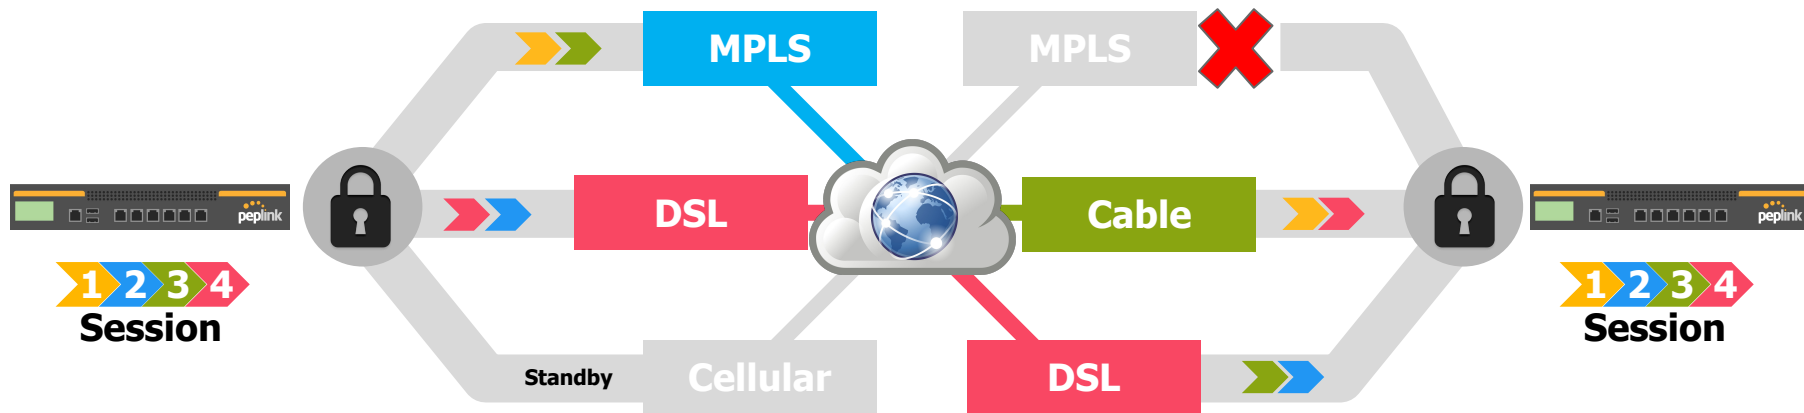 MPLS
MPLS
DSL
Cable
peplink
peplink
1 2 3 4
Session
1 2 3 4
Session
Standby
Cellular
DSL